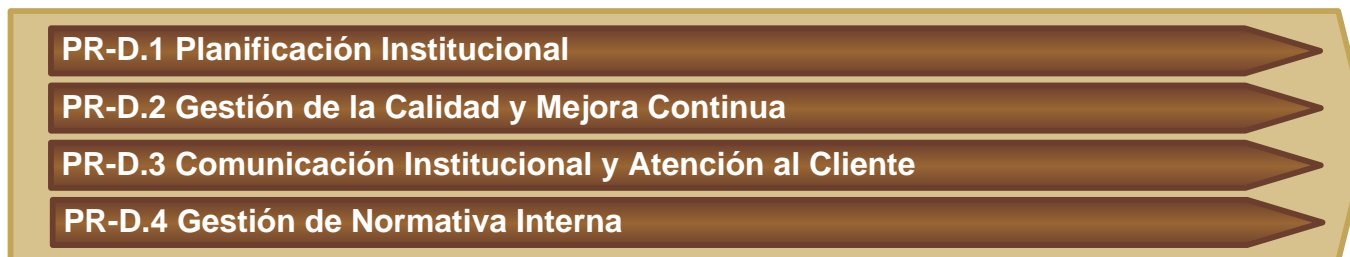 PR-D.1 Planificación Institucional
PR-D.2 Gestión de la Calidad y Mejora Continua
PR-D.3 Comunicación Institucional y Atención al Cliente
PR-D.4 Gestión de Normativa Interna